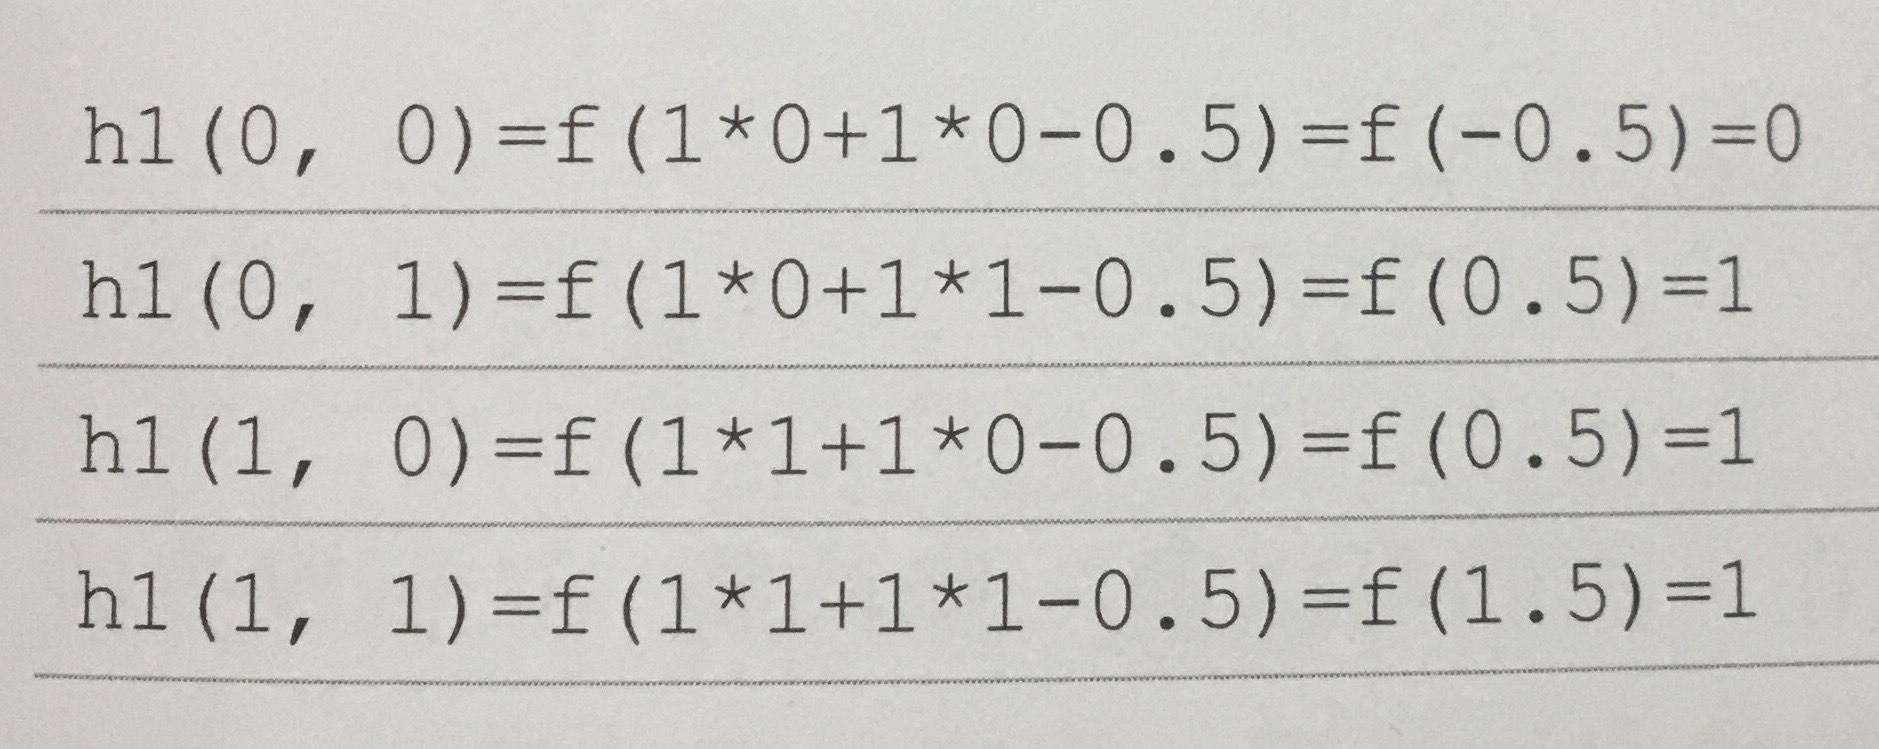 h1(0, 0)=f(1*0+1*0-0.5)=f(-0.5)=0
h1(0, 1)=f(1*0+1*1-0.5)=f(0.5)=1
h1(1, 0)=f(1*1+1*0-0.5)=f(0.5)=1
h1(1, 1)=f(1*1+1*1-0.5)=f(1.5)=1